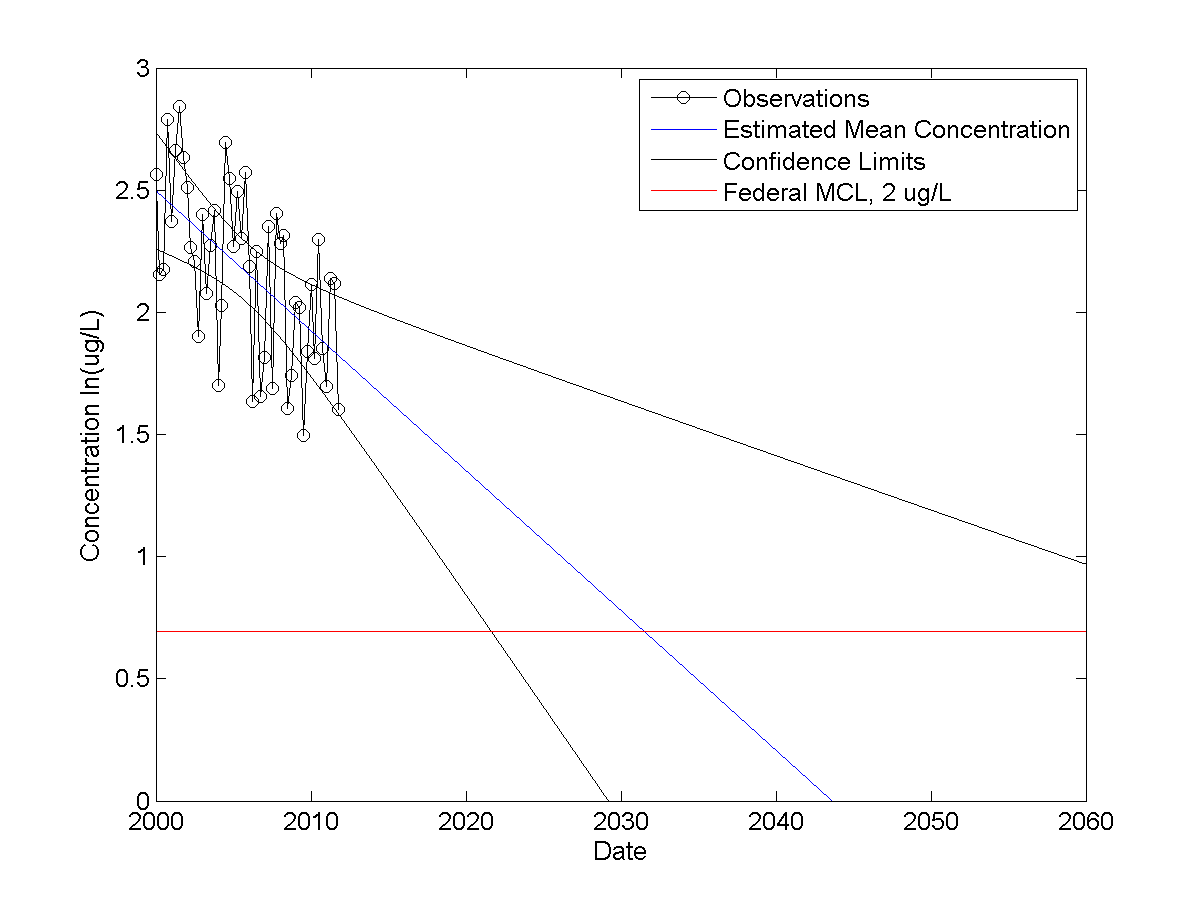 3
2.5
2
1.5
1
0.5
0
Concentration ln(ug/L)
Observations
Estimated Mean Concentration
Confidence Limits
Federal MCL, 2 ug/L
2000 2010 2020 2030 2040 2050 2060
Date